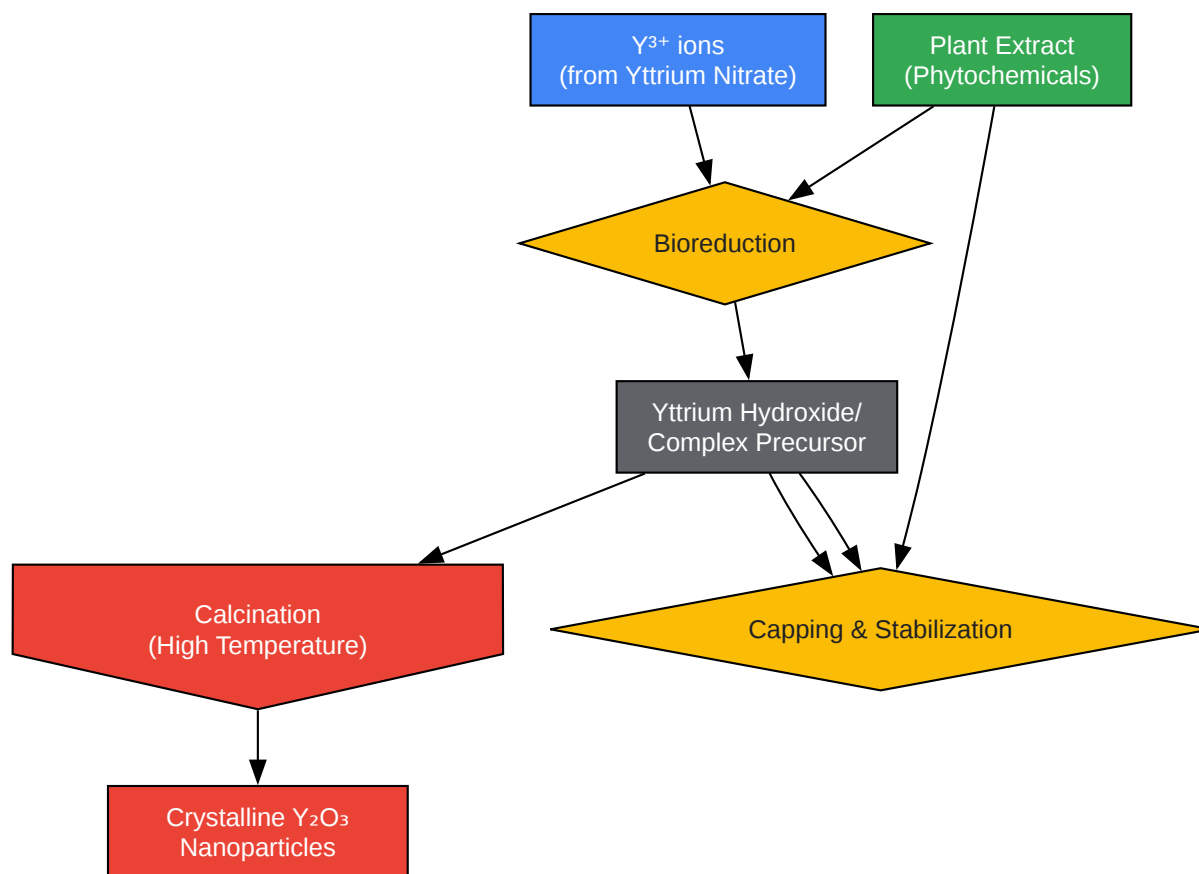 Y³⁺ ions
(from Yttrium Nitrate)
Plant Extract
(Phytochemicals)
Bioreduction
Yttrium Hydroxide/
Complex Precursor
Calcination
(High Temperature)
Capping & Stabilization
Crystalline Y₂O₃
Nanoparticles